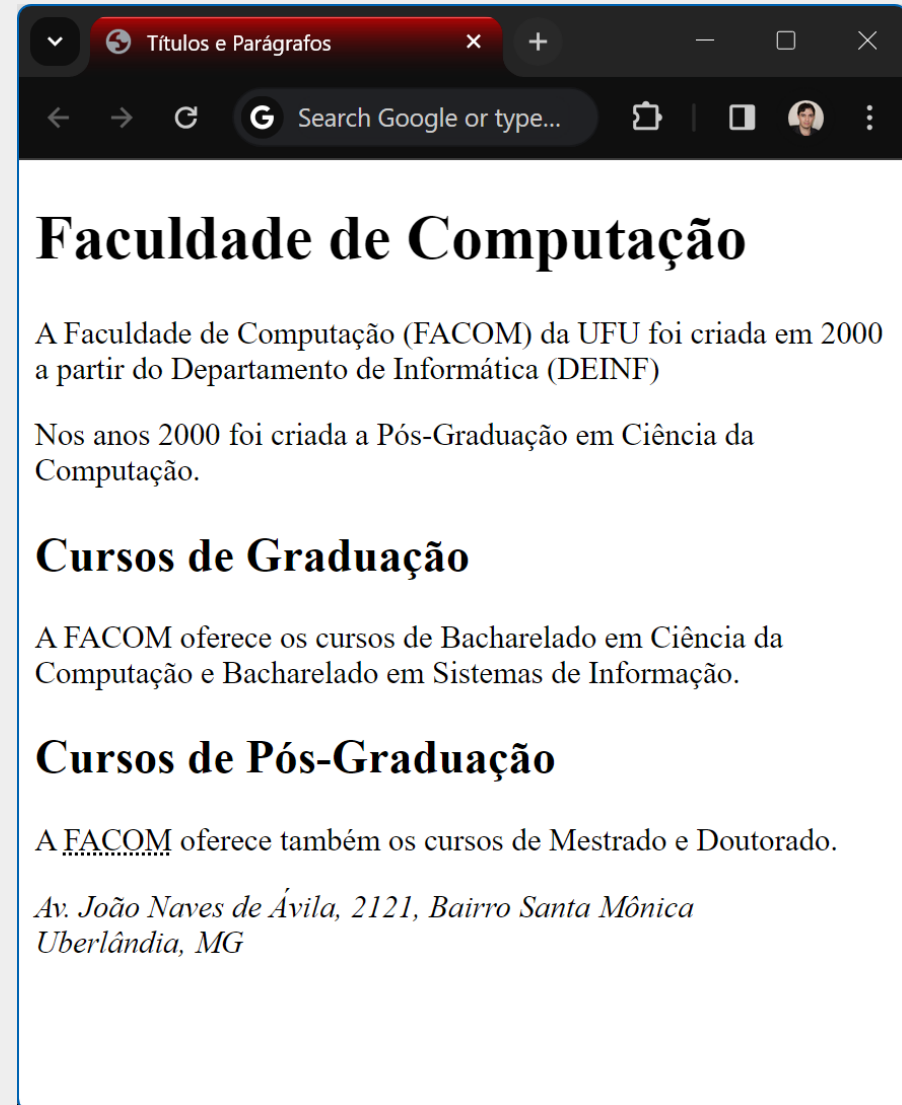 Títulos e Parágrafos
Search Google or type...
Faculdade de Computação
A Faculdade de Computação (FACOM) da UFU foi criada em 2000
a partir do Departamento de Informática (DEINF)
Nos anos 2000 foi criada a Pós-Graduação em Ciência da
Computação.
Cursos de Graduação
A FACOM oferece os cursos de Bacharelado em Ciência da
Computação e Bacharelado em Sistemas de Informação.
Cursos de Pós-Graduação
A FACOM oferece também os cursos de Mestrado e Doutorado.
Av. João Naves de Ávila, 2121, Bairro Santa Mônica
Uberlândia, MG